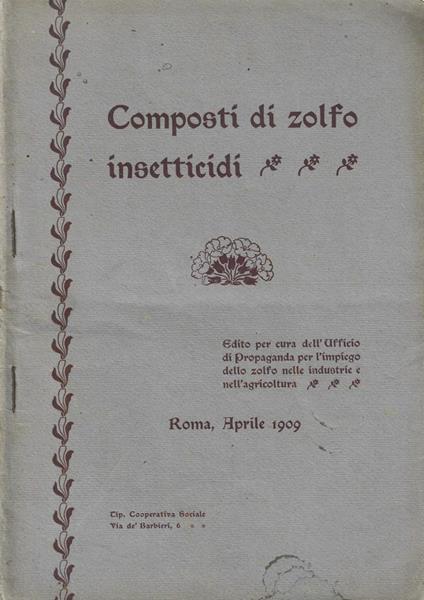 Composti di zolfo
insetticidi
Edito per cura dell'Ufficio
di Propaganda per l'impiego
dello zolfo nelle industrie e
nell'agricoltura
Roma, Aprile 1909
Tip. Cooperativa Sociale
Via de' Barbieri, 6